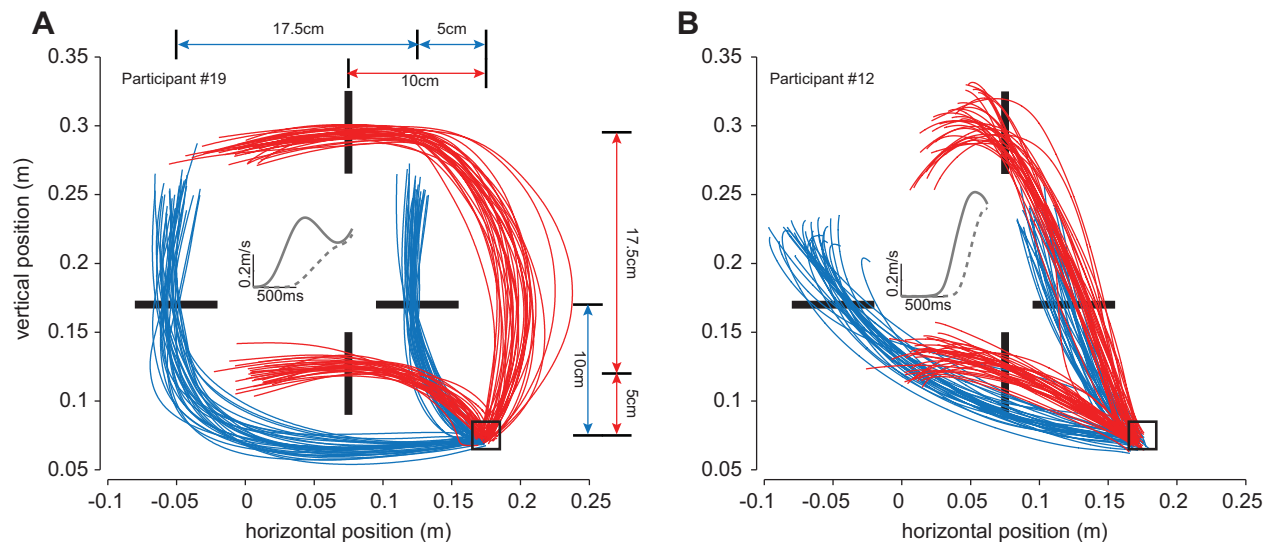 A
B
17.5cm
5cm
10cm
Participant #19
Participant #12
vertical position (m)
0.35
0.3
0.25
0.2
0.15
0.1
0.05
-0.1
-0.05
0
0.05
0.1
0.15
0.2
0.25
horizontal position (m)
0.2m/s
500ms
17.5cm
10cm
5cm
0.35
0.3
0.25
0.2
0.15
0.1
0.05
-0.1
-0.05
0
0.05
0.1
0.15
0.2
0.25
horizontal position (m)
0.2m/s
500ms